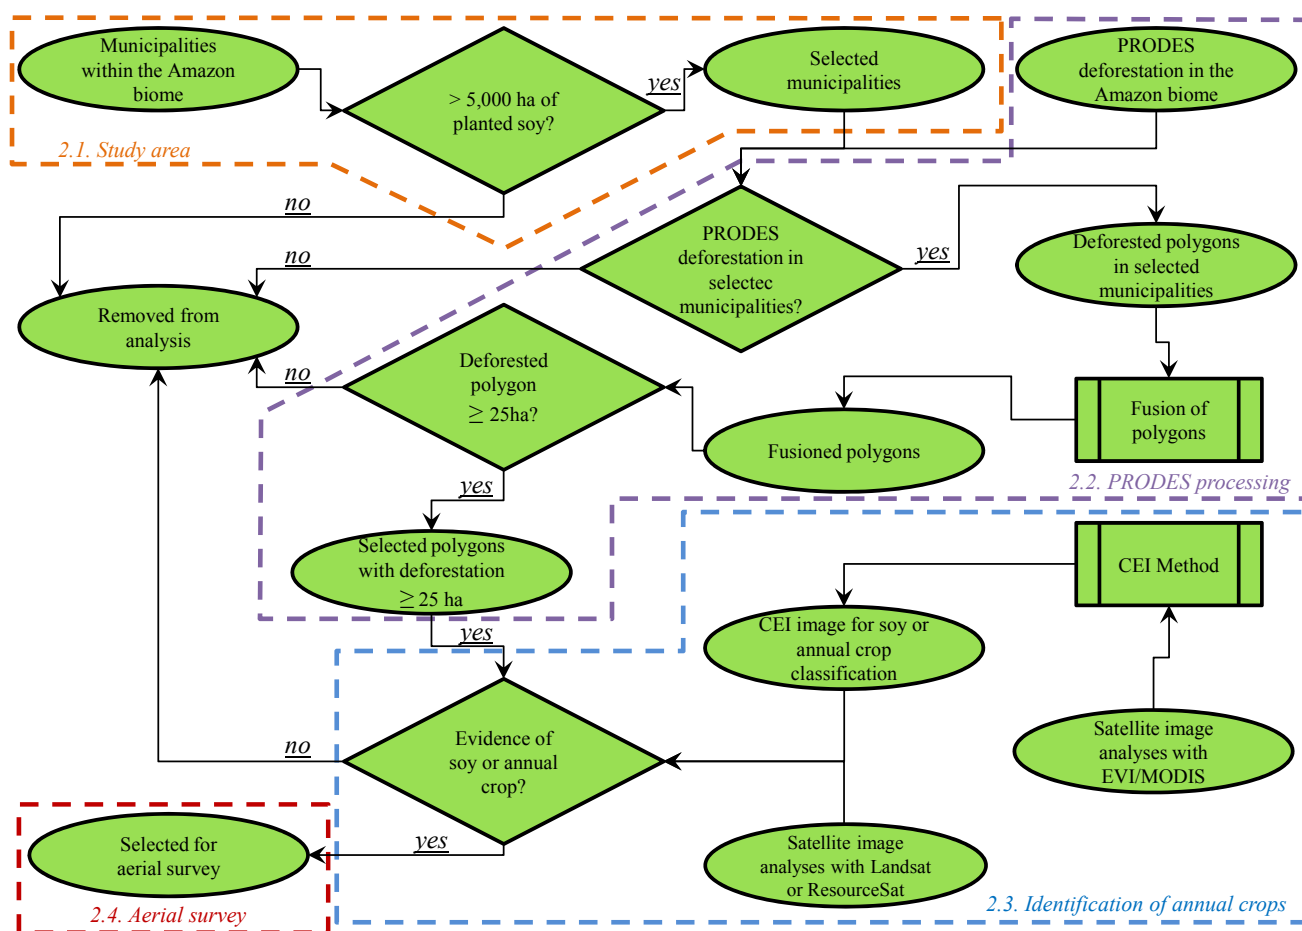 Municipalities
within the Amazon
biome
> 5,000 ha of
planted soy?
yes
Selected
municipalities
PRODES
deforestation in the
Amazon biome
2.1. Study area
no
PRODES
deforestation in
selectec
municipalities?
no
yes
Deforested polygons
in selected
municipalities
Removed from
analysis
Deforested
polygon
≥ 25ha?
no
Fusioned polygons
Fusion of
polygons
2.2. PRODES processing
yes
Selected polygons
with deforestation
≥ 25 ha
yes
CEI Method
CEI image for soy or
annual crop
classification
Evidence of
soy or annual
crop?
no
Satellite image
analyses with
EVI/MODIS
yes
Selected for
aerial survey
2.4. Aerial survey
Satellite image
analyses with Landsat
or ResourceSat
2.3. Identification of annual crops